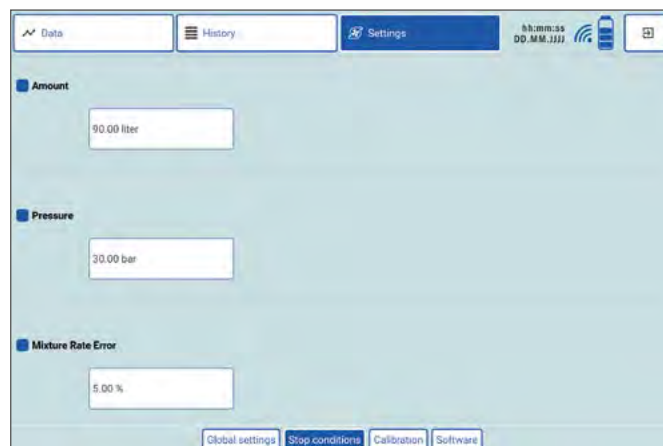 Data
History
Settings
hh:mm:ss
DD.MM.JJJJ
Amount
90.00 liter
Pressure
30.00 bar
Mixture Rate Error
5.00 %
Global settings
Stop conditions
Calibration
Software